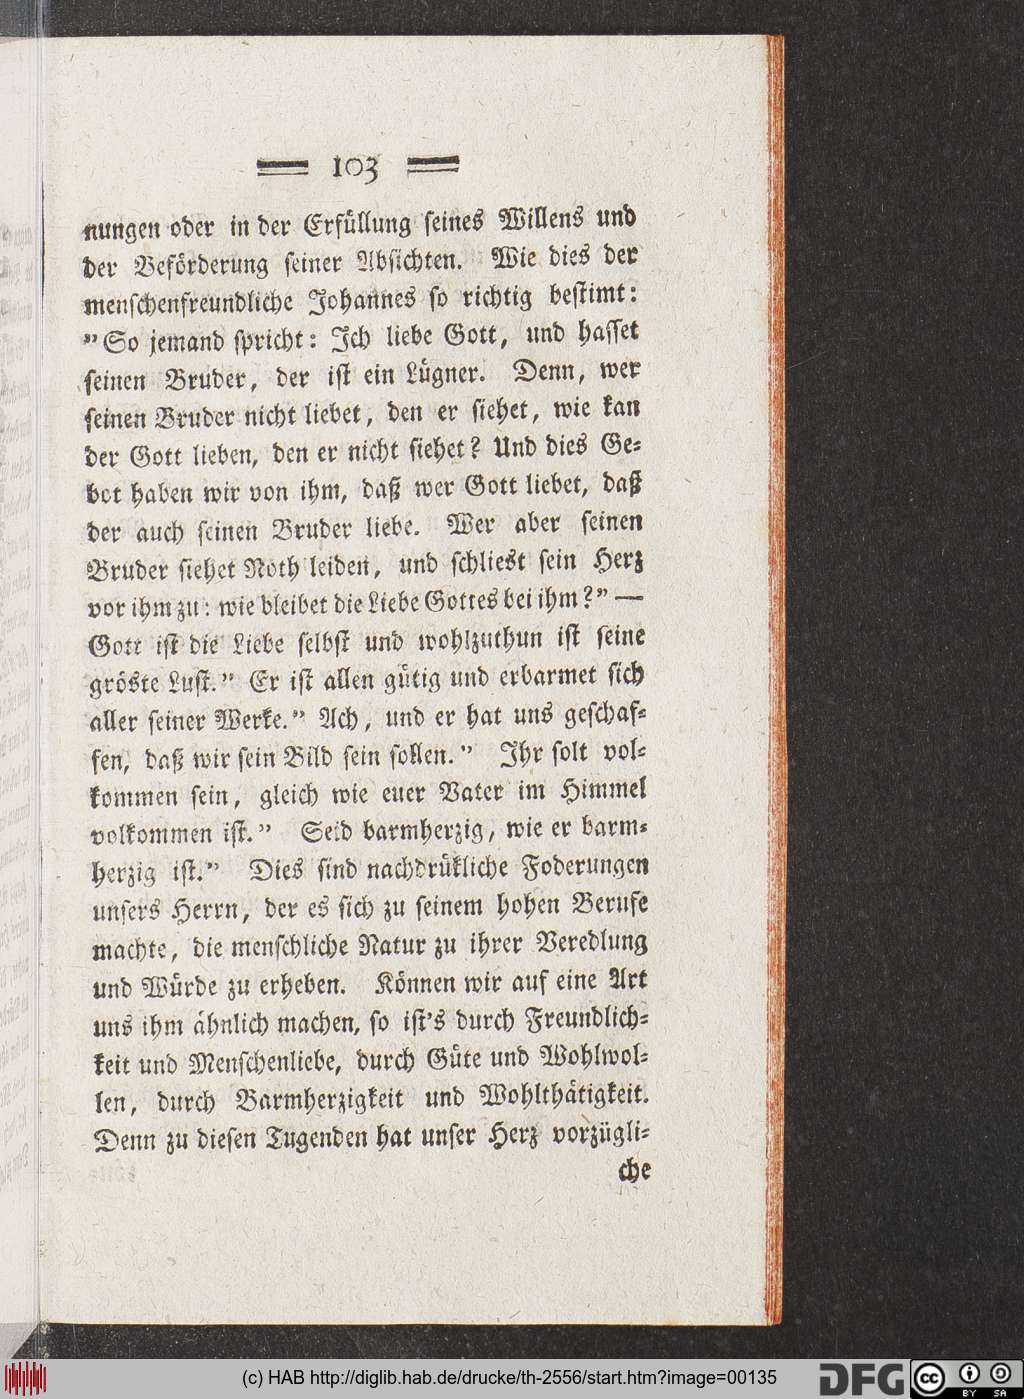 103
nungen oder in der Erfüllung seines Willens und
der Beförderung seiner Absichten. Wie dies der
menschenfreundliche Johannes so richtig bestimt:
”So jemand spricht: Ich liebe Gott, und hasset
seinen Bruder, der ist ein Lügner. Denn, wer
seinen Bruder nicht liebet, den er siehet, wie kan
der Gott lieben, den er nicht siehet? Und dies Ge-
bot haben wir von ihm, daß wer Gott liebet, daß
der auch seinen Bruder liebe. Wer aber seinen
Bruder siehet Noth leiden, und schliest sein Herz
vor ihm zu: wie bleibet die Liebe Gottes bei ihm?” —
Gott ist die Liebe selbst und wohlzuthun ist seine
gröste Lust.” Er ist allen gütig und erbarmet sich
aller seiner Werke.” Ach, und er hat uns geschaf-
fen, daß wir sein Bild sein sollen.” Ihr solt vol-
kommen sein, gleich wie euer Vater im Himmel
volkommen ist.” Seid barmherzig, wie er barm-
herzig ist.” Dies sind nachdrükliche Foderungen
unsers Herrn, der es sich zu seinem hohen Berufe
machte, die menschliche Natur zu ihrer Veredlung
und Würde zu erheben. Können wir auf eine Art
uns ihm ähnlich machen, so ist's durch Freundlich-
keit und Menschenliebe, durch Güte und Wohlwol-
len, durch Barmherzigkeit und Wohlthätigkeit.
Denn zu diesen Tugenden hat unser Herz vorzügli-
che
(c) HAB http://diglib.hab.de/drucke/th-2556/start.htm?image=00135
DFG
cc BY SA